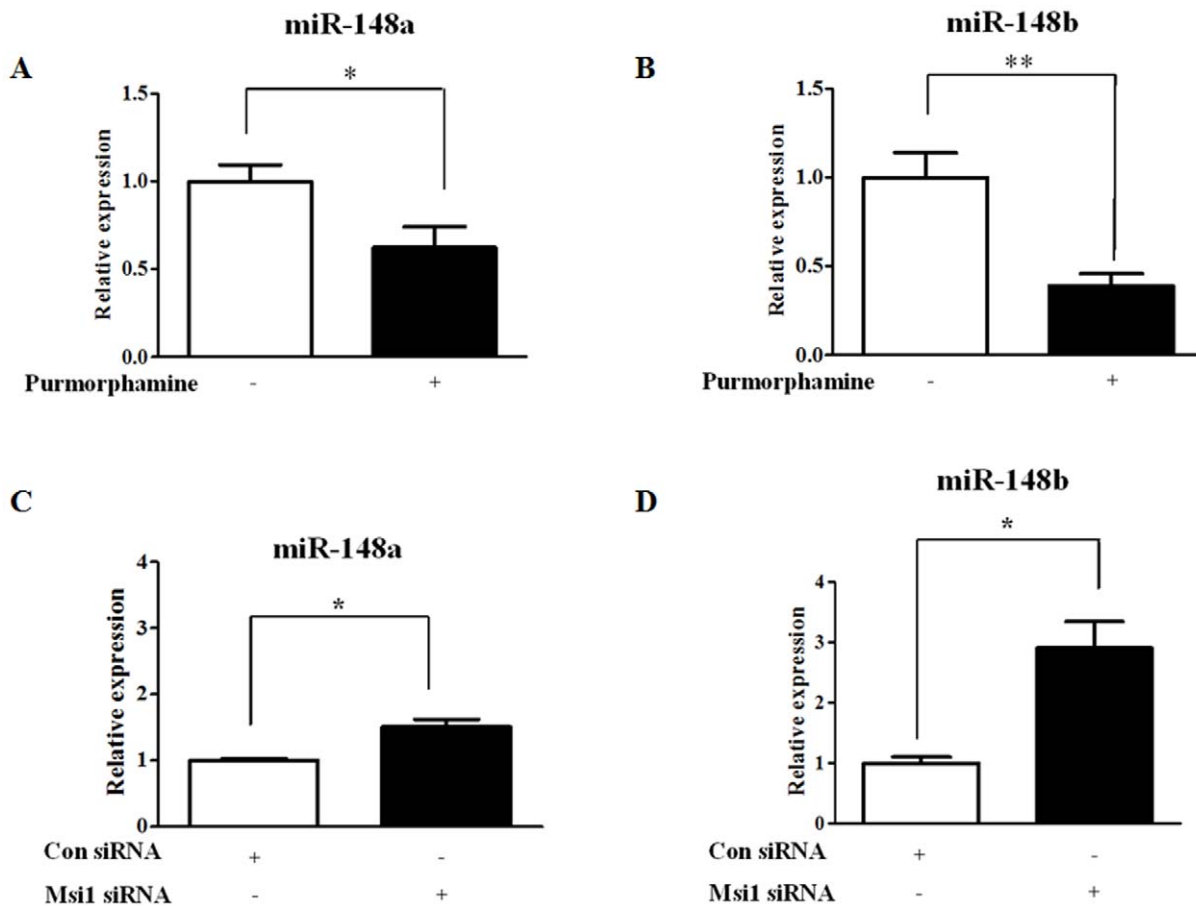 A
miR-148a
*
Relative expression
1.5
1.0
0.5
0.0
Purmorphamine - +
B
miR-148b
**
Relative expression
1.5
1.0
0.5
0.0
Purmorphamine - +
C
miR-148a
*
Relative expression
4
3
2
1
0
Con siRNA + -
Msi1 siRNA - +
D
miR-148b
*
Relative expression
4
3
2
1
0
Con siRNA + -
Msi1 siRNA - +